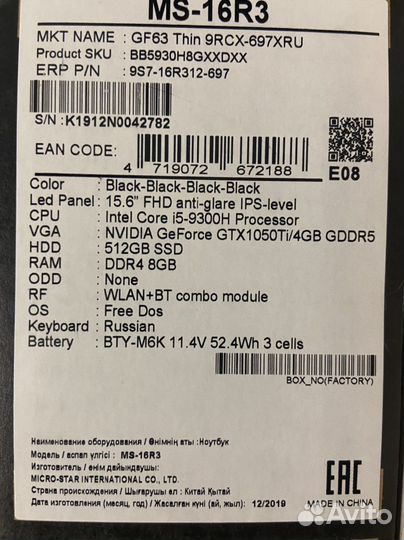 MS-16R3
MKT NAME : GF63 Thin 9RCX-697XRU
Product SKU : BB5930H8GXXDXX
ERP P/N : 9S7-16R312-697
S/N :K1912N0042782
EAN CODE:
4 719072 672188
E08
Color : Black-Black-Black-Black
Led Panel : 15.6" FHD anti-glare IPS-level
CPU : Intel Core i5-9300H Processor
VGA : NVIDIA GeForce GTX1050Ti/4GB GDDR5
HDD : 512GB SSD
RAM : DDR4 8GB
ODD : None
RF : WLAN+BT combo module
OS : Free Dos
Keyboard : Russian
Battery : BTY-M6K 11.4V 52.4Wh 3 cells
BOX_NO(FACTORY)
Наименование оборудования / Өнімнің аты :Ноутбук
Модель / аспап үлгісі : MS-16R3
Изготовитель / өнім дайындаушы:
MICRO-STAR INTERNATIONAL CO., LTD.
Страна происхождения / Шығарушы ел : Китай Қытай
Дата изготовления (месяц, год) / Жасалған күні (ай, жыл): 12/2019
EAC
MADE IN CHINA
Avito